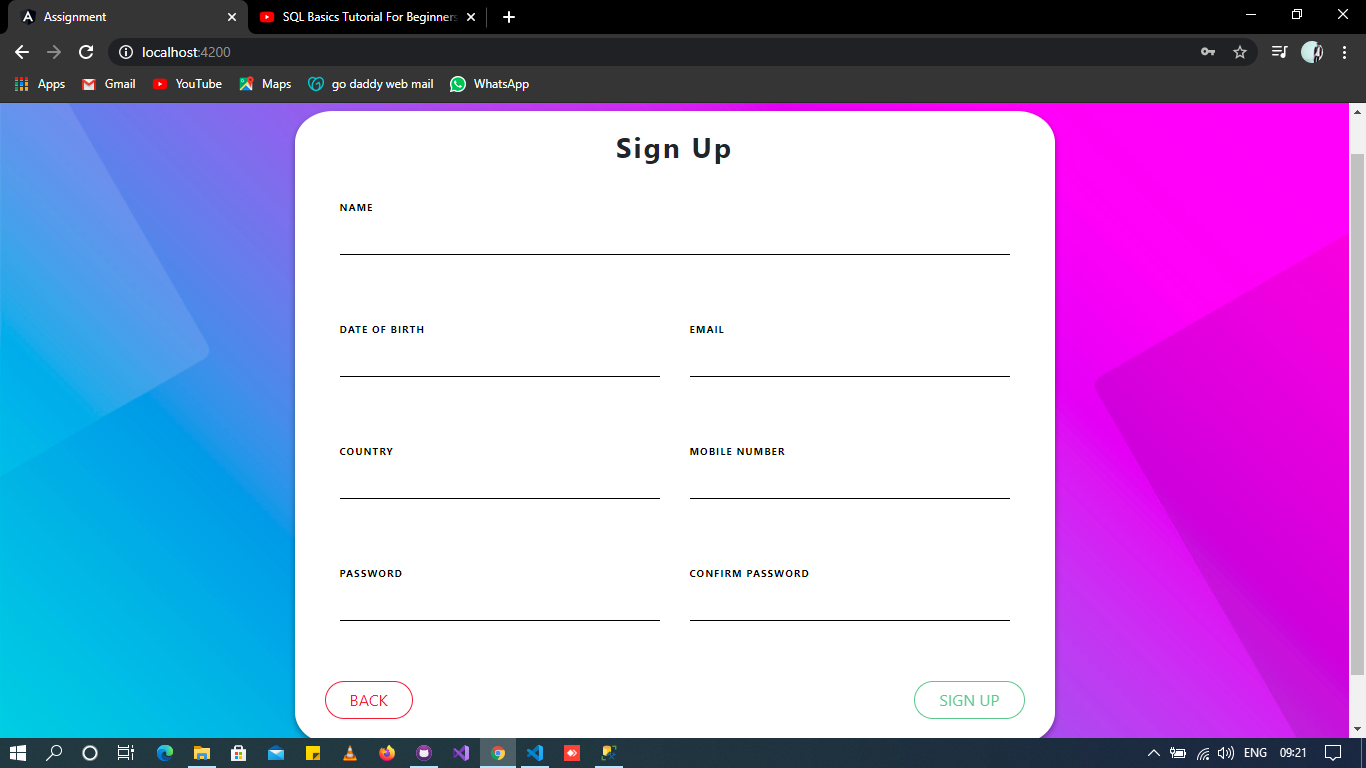 Assignment
SQL Basics Tutorial For Beginners
localhost:4200
Apps Gmail YouTube Maps go daddy web mail WhatsApp
Sign Up
NAME
DATE OF BIRTH EMAIL
COUNTRY MOBILE NUMBER
PASSWORD CONFIRM PASSWORD
BACK SIGN UP
ENG 09:21